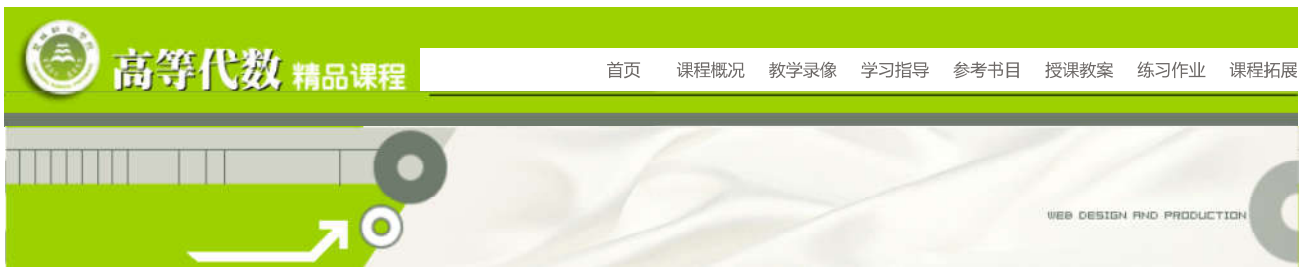 高等代数 精品课程
首页 课程概况 教学录像 学习指导 参考书目 授课教案 练习作业 课程拓展
WEB DESIGN AND PRODUCTION